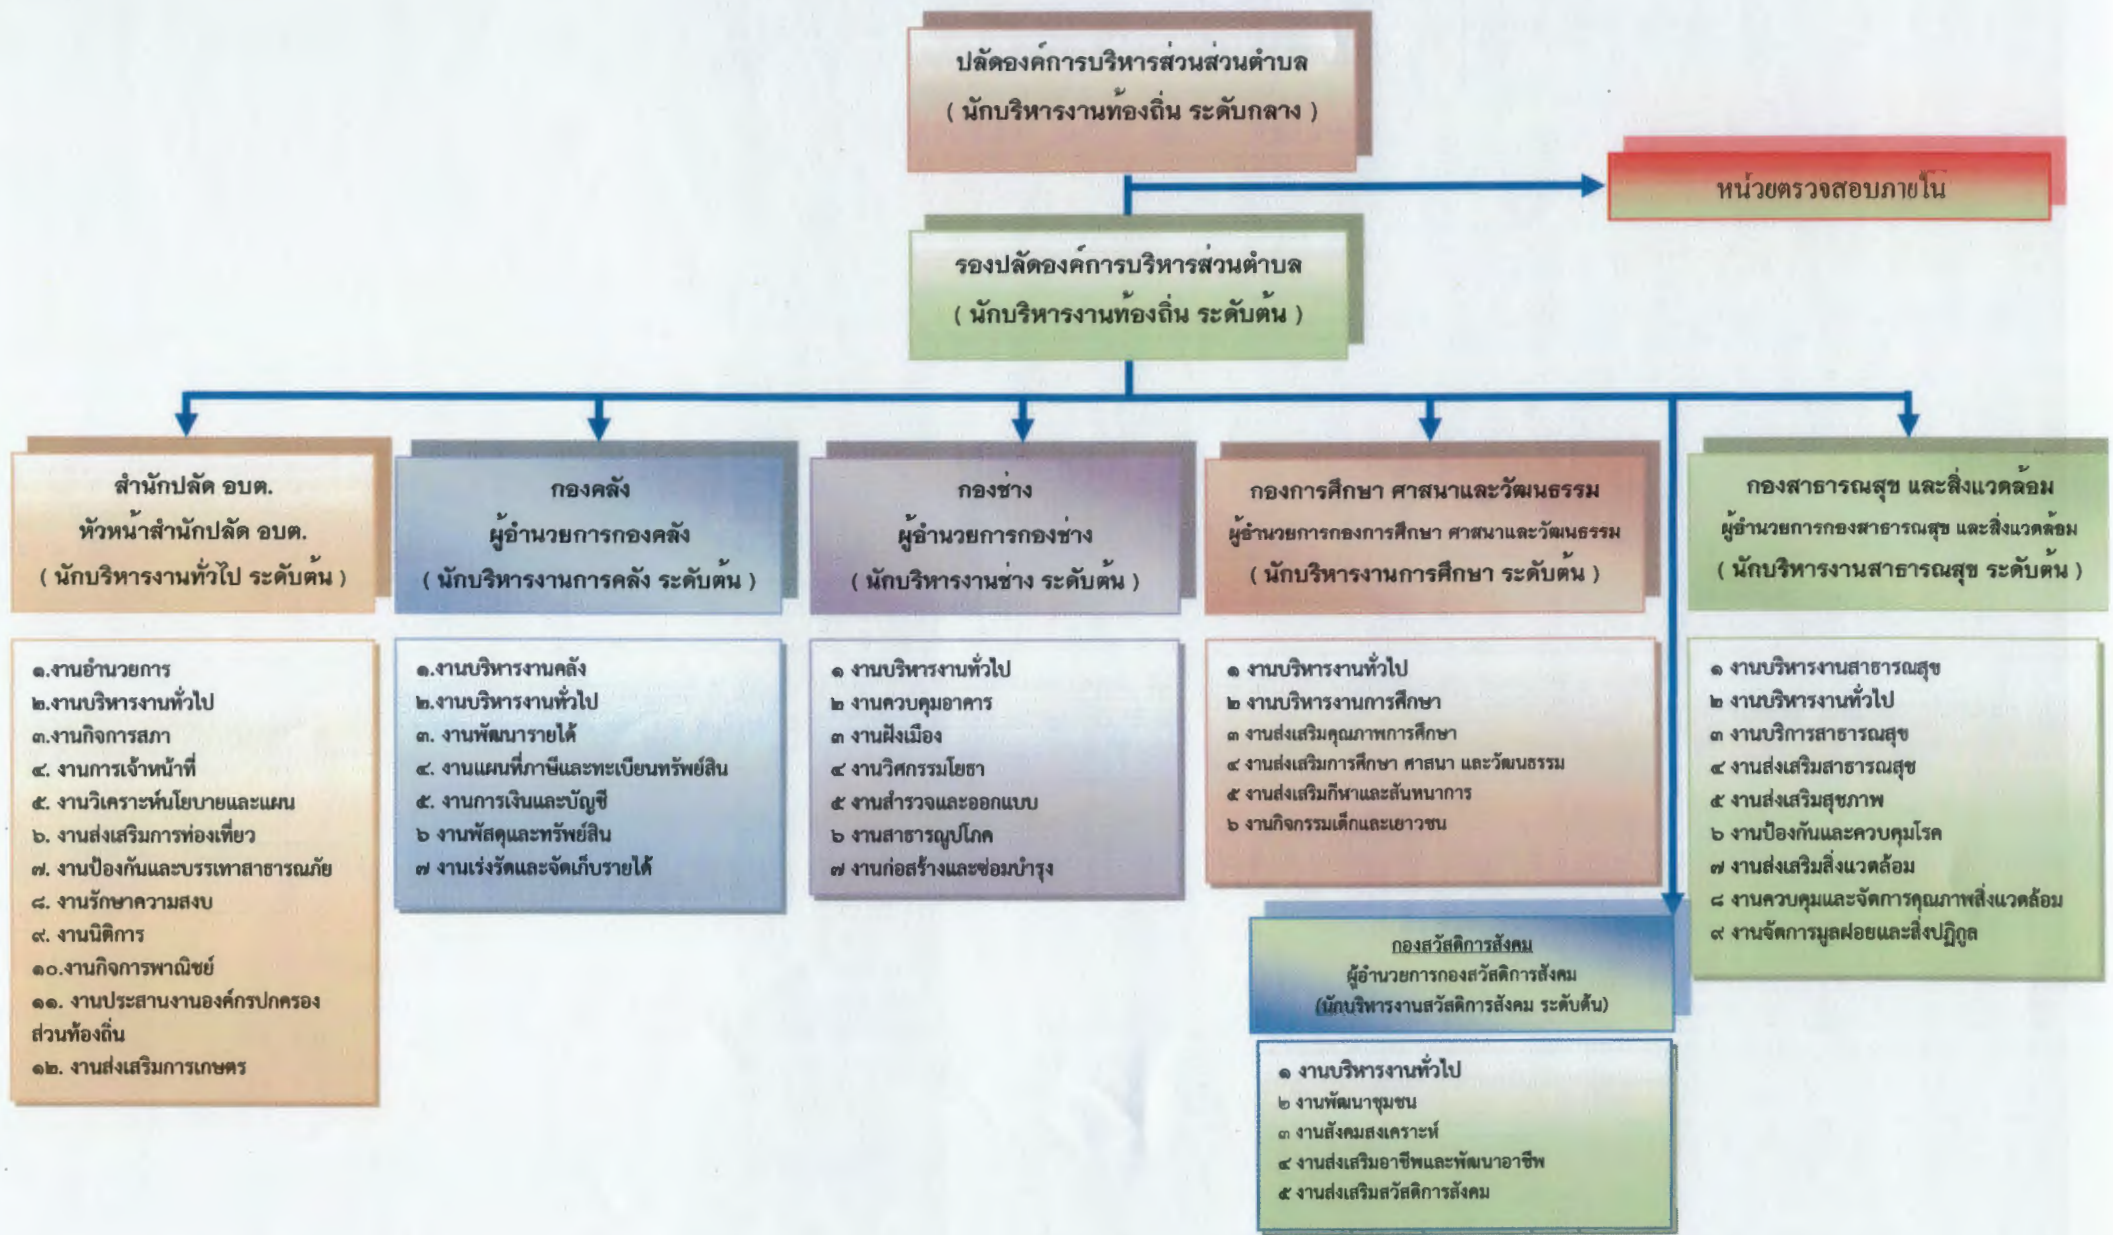 ปลัดองค์การบริหารส่วนส่วนตำบล
( นักบริหารงานท้องถิ่น ระดับกลาง )
หน่วยตรวจสอบภายใน
รองปลัดองค์การบริหารส่วนตำบล
( นักบริหารงานท้องถิ่น ระดับต้น )
สำนักปลัด อบต.
หัวหน้าสำนักปลัด อบต.
( นักบริหารงานทั่วไป ระดับต้น )
๑.งานอำนวยการ
๒.งานบริหารงานทั่วไป
๓.งานกิจการสภา
๔. งานการเจ้าหน้าที่
๕. งานวิเคราะห์นโยบายและแผน
๖. งานส่งเสริมการท่องเที่ยว
๗. งานป้องกันและบรรเทาสาธารณภัย
๘. งานรักษาความสงบ
๙. งานนิติการ
๑๐.งานกิจการพาณิชย์
๑๑. งานประสานงานองค์กรปกครอง
ส่วนท้องถิ่น
๑๒. งานส่งเสริมการเกษตร
กองคลัง
ผู้อำนวยการกองคลัง
( นักบริหารงานการคลัง ระดับต้น )
๑.งานบริหารงานคลัง
๒.งานบริหารงานทั่วไป
๓. งานพัฒนารายได้
๔. งานแผนที่ภาษีและทะเบียนทรัพย์สิน
๕. งานการเงินและบัญชี
๖ งานพัสดุและทรัพย์สิน
๗ งานเร่งรัดและจัดเก็บรายได้
กองช่าง
ผู้อำนวยการกองช่าง
( นักบริหารงานช่าง ระดับต้น )
๑ งานบริหารงานทั่วไป
๒ งานควบคุมอาคาร
๓ งานผังเมือง
๔ งานวิศกรรมโยธา
๕ งานสำรวจและออกแบบ
๖ งานสาธารณูปโภค
๗ งานก่อสร้างและซ่อมบำรุง
กองการศึกษา ศาสนาและวัฒนธรรม
ผู้อำนวยการกองการศึกษา ศาสนาและวัฒนธรรม
( นักบริหารงานการศึกษา ระดับต้น )
๑ งานบริหารงานทั่วไป
๒ งานบริหารงานการศึกษา
๓ งานส่งเสริมคุณภาพการศึกษา
๔ งานส่งเสริมการศึกษา ศาสนา และวัฒนธรรม
๕ งานส่งเสริมกีฬาและสันทนาการ
๖ งานกิจกรรมเด็กและเยาวชน
กองสวัสดิการสังคม
ผู้อำนวยการกองสวัสดิการสังคม
(นักบริหารงานสวัสดิการสังคม ระดับต้น)
๑ งานบริหารงานทั่วไป
๒ งานพัฒนาชุมชน
๓ งานสังคมสงเคราะห์
๔ งานส่งเสริมอาชีพและพัฒนาอาชีพ
๕ งานส่งเสริมสวัสดิการสังคม
กองสาธารณสุข และสิ่งแวดล้อม
ผู้อำนวยการกองสาธารณสุข และสิ่งแวดล้อม
( นักบริหารงานสาธารณสุข ระดับต้น )
๑ งานบริหารงานสาธารณสุข
๒ งานบริหารงานทั่วไป
๓ งานบริการสาธารณสุข
๔ งานส่งเสริมสาธารณสุข
๕ งานส่งเสริมสุขภาพ
๖ งานป้องกันและควบคุมโรค
๗ งานส่งเสริมสิ่งแวดล้อม
๘ งานควบคุมและจัดการคุณภาพสิ่งแวดล้อม
๙ งานจัดการมูลฝอยและสิ่งปฏิกูล